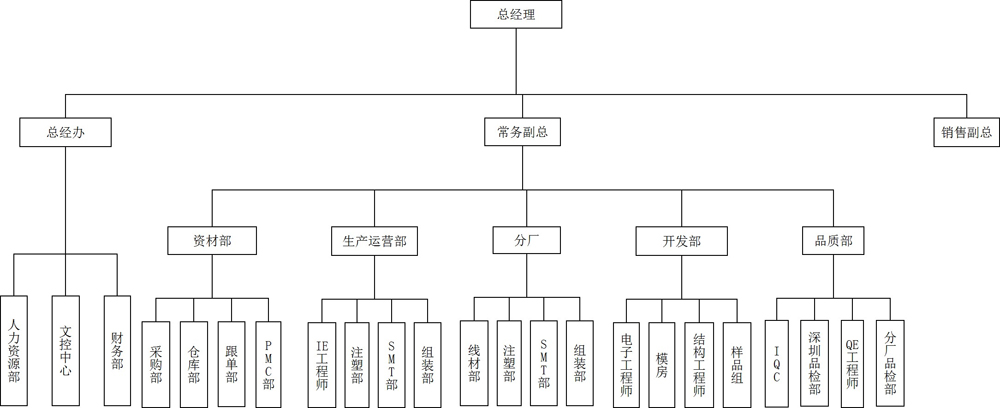 总经理
总经办
常务副总
销售副总
资材部
生产运营部
分厂
开发部
品质部
人力资源部
文控中心
财务部
采购部
仓库部
跟单部
PMC部
IE工程师
注塑部
SMT部
组装部
线材部
注塑部
SMT部
组装部
电子工程师
模房
结构工程师
样品组
IQC
深圳品检部
QE工程师
分厂品检部